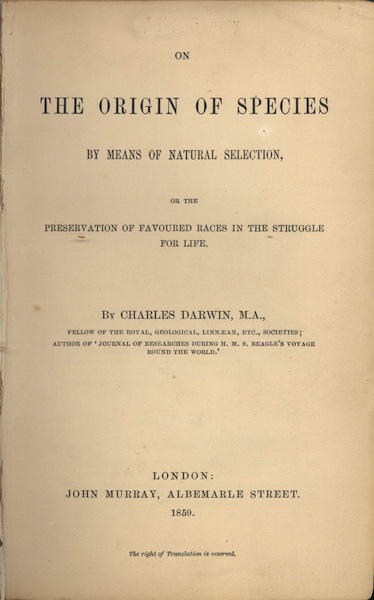 ON
THE ORIGIN OF SPECIES
BY MEANS OF NATURAL SELECTION,
OR THE
PRESERVATION OF FAVOURED RACES IN THE STRUGGLE
FOR LIFE.
BY CHARLES DARWIN, M.A.,
FELLOW OF THE ROYAL, GEOLOGICAL, LINNÆAN, ETC., SOCIETIES;
AUTHOR OF 'JOURNAL OF RESEARCHES DURING H. M. S. BEAGLE'S VOYAGE
ROUND THE WORLD.'
LONDON:
JOHN MURRAY, ALBEMARLE STREET.
1859.
The right of Translation is reserved.